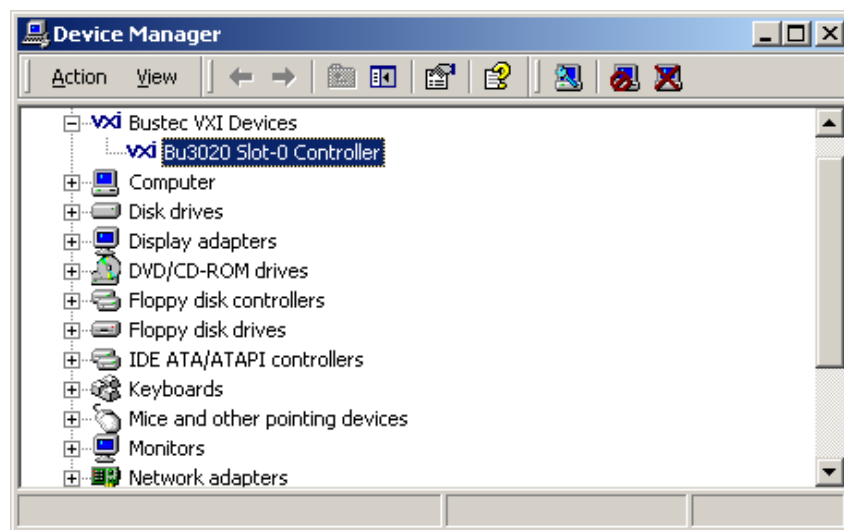 Device Manager
Action View
vxi Bustec VXI Devices
vxi Bu3020 Slot-0 Controller
Computer
Disk drives
Display adapters
DVD/CD-ROM drives
Floppy disk controllers
Floppy disk drives
IDE ATA/ATAPI controllers
Keyboards
Mice and other pointing devices
Monitors
Network adapters